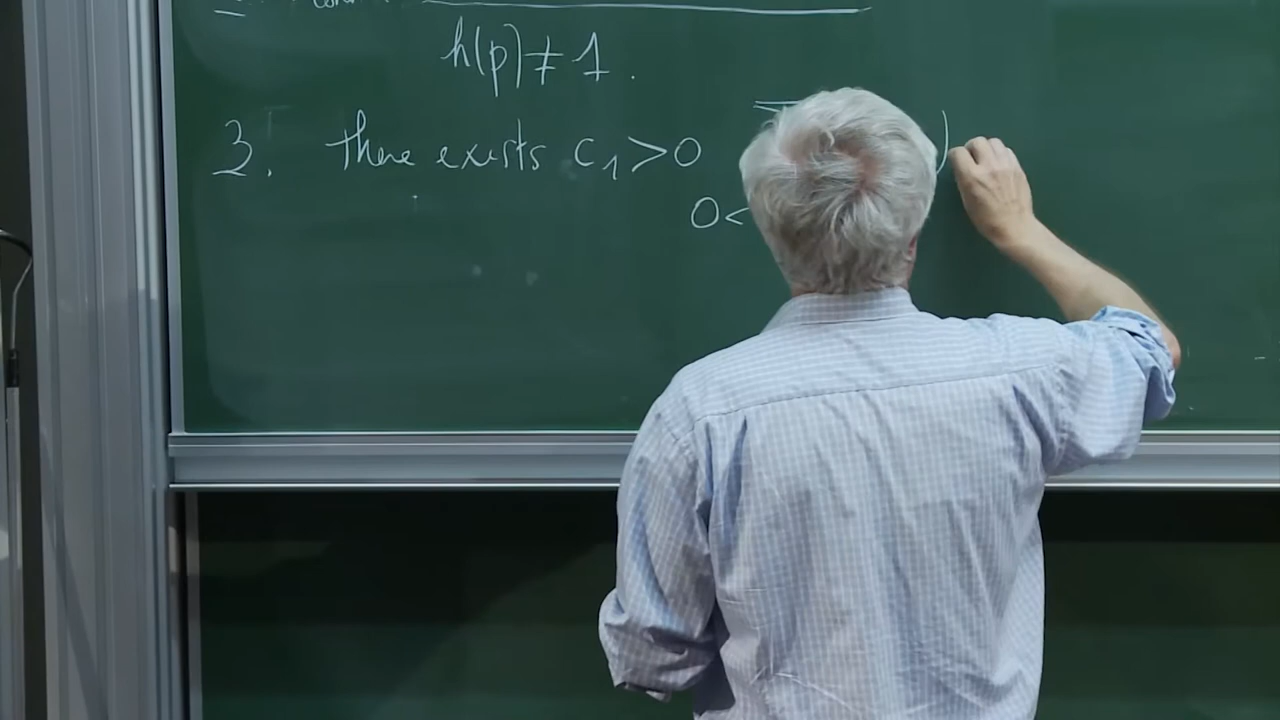 h(p) ≠ 1.
3. there exists c₁ > 0
0 <